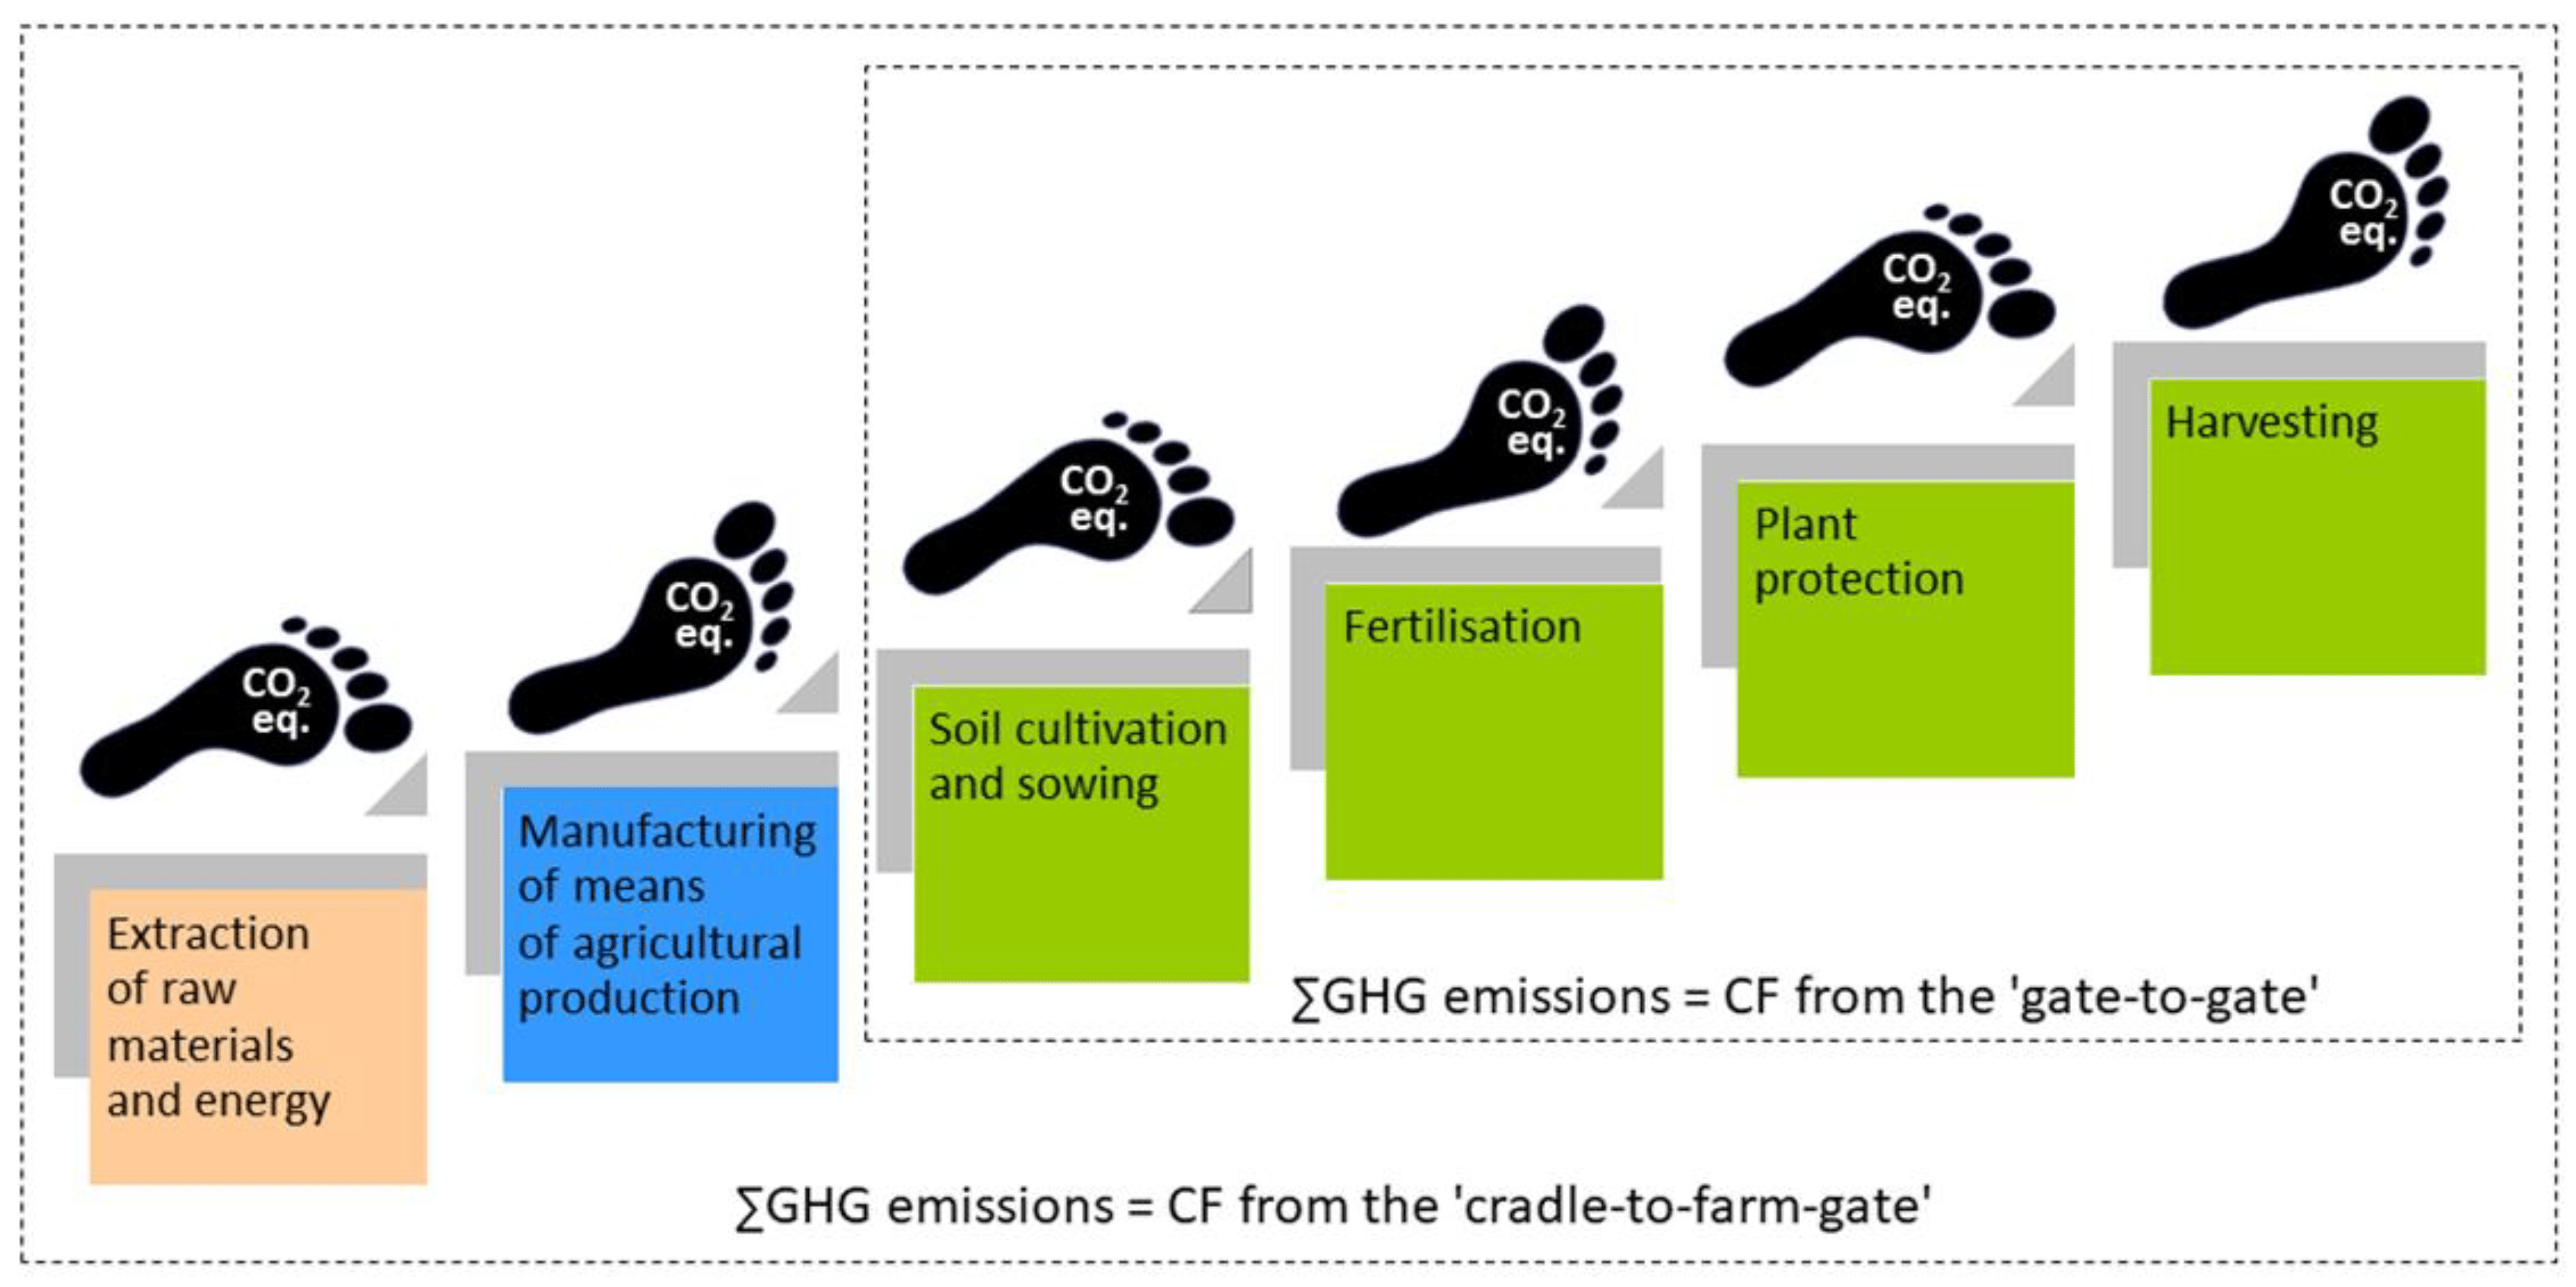 CO₂
eq.
Extraction
of raw
materials
and energy
CO₂
eq.
Manufacturing
of means
of agricultural
production
CO₂
eq.
Soil cultivation
and sowing
CO₂
eq.
Fertilisation
CO₂
eq.
Plant
protection
CO₂
eq.
Harvesting
∑GHG emissions = CF from the 'gate-to-gate'
∑GHG emissions = CF from the 'cradle-to-farm-gate'